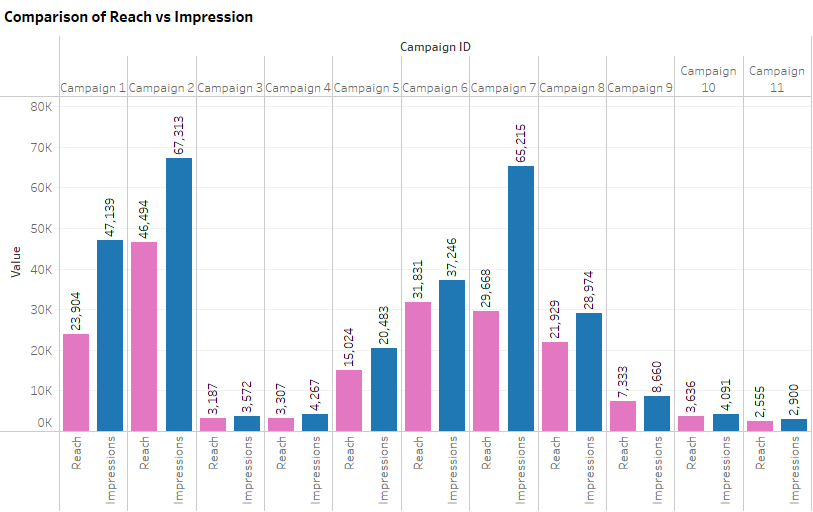 Comparison of Reach vs Impression
Campaign ID
Campaign 1 Campaign 2 Campaign 3 Campaign 4 Campaign 5 Campaign 6 Campaign 7 Campaign 8 Campaign 9 Campaign 10 Campaign 11
Value
80K
70K
60K
50K
40K
30K
20K
10K
0K
23,904 47,139 46,494 67,313 3,187 3,572 3,307 4,267 15,024 20,483 31,831 37,246 29,668 65,215 21,929 28,974 7,333 8,660 3,636 4,091 2,555 2,900
Reach Impressions Reach Impressions Reach Impressions Reach Impressions Reach Impressions Reach Impressions Reach Impressions Reach Impressions Reach Impressions Reach Impressions Reach Impressions